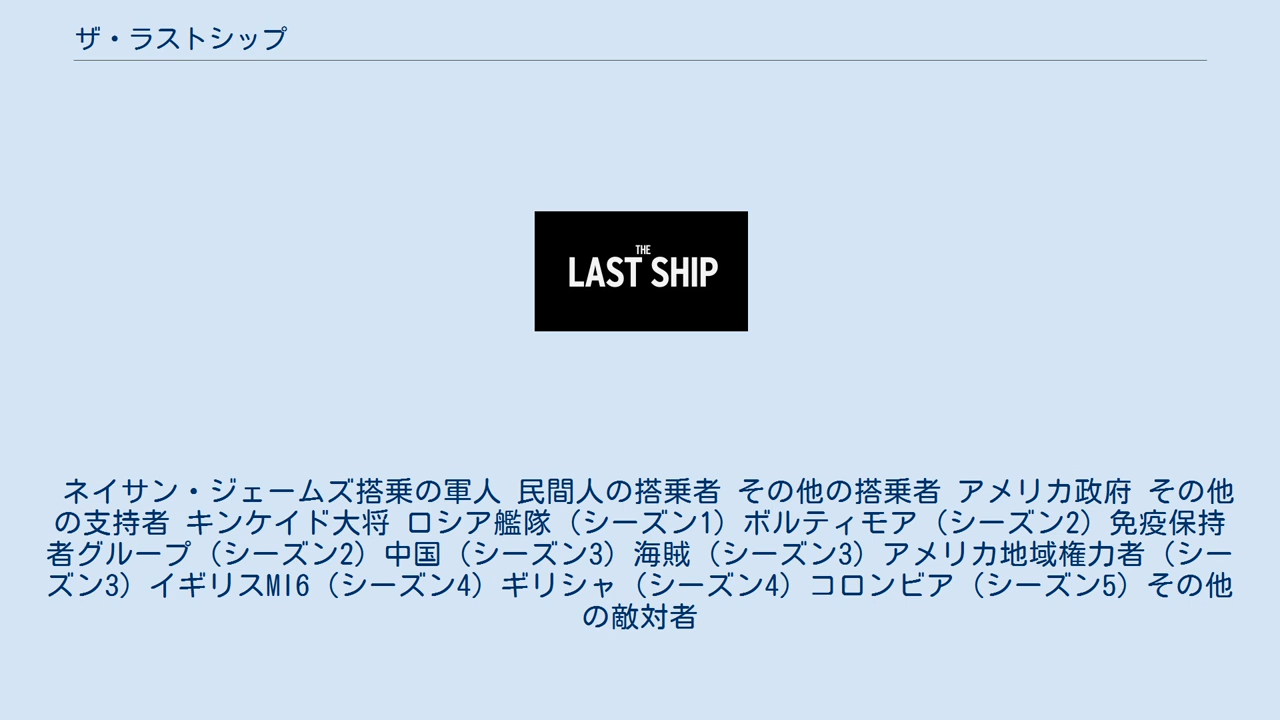 ザ・ラストシップ
THE
LAST SHIP
ネイサン・ジェームズ搭乗の軍人 民間人の搭乗者 その他の搭乗者 アメリカ政府 その他
の支持者 キンケイド大将 ロシア艦隊（シーズン1）ボルティモア（シーズン2）免疫保持
者グループ（シーズン2）中国（シーズン3）海賊（シーズン3）アメリカ地域権力者（シー
ズン3）イギリスMI6（シーズン4）ギリシャ（シーズン4）コロンビア（シーズン5）その他
の敵対者